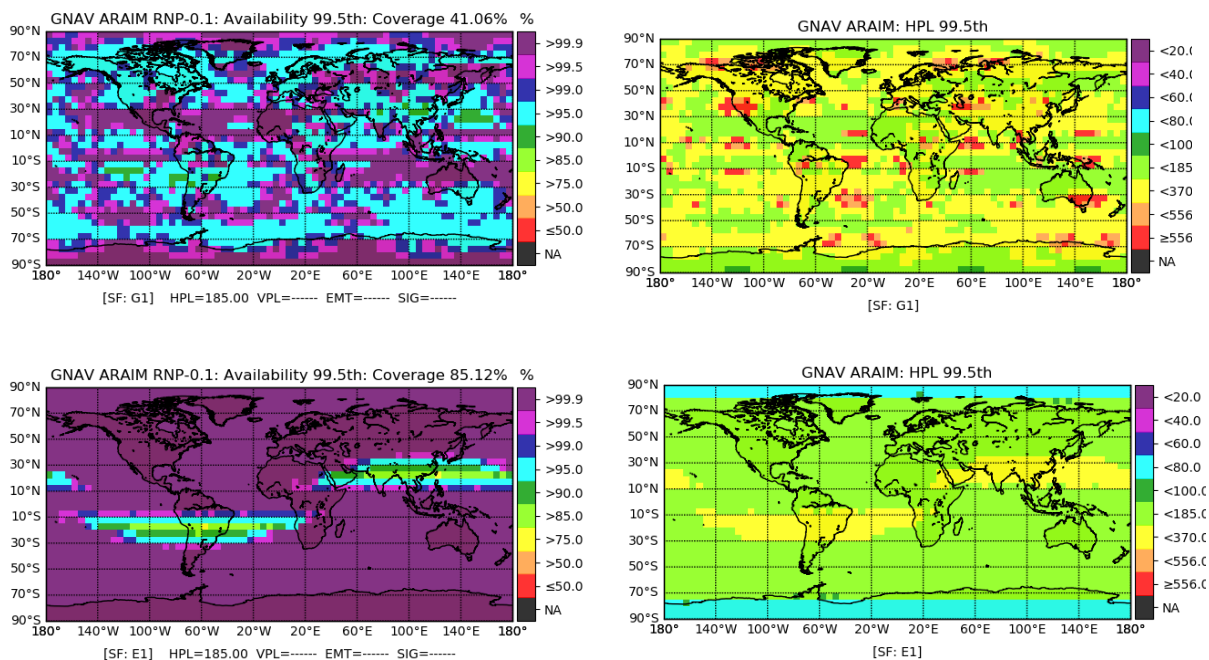 GNAV ARAIM RNP-0.1: Availability 99.5th: Coverage 41.06% %
90°N
70°N
50°N
30°N
10°N
10°S
30°S
50°S
70°S
90°S
180° 140°W 100°W 60°W 20°W 20°E 60°E 100°E 140°E 180°
>99.9
>99.5
>99.0
>95.0
>90.0
>85.0
>75.0
>50.0
≤50.0
NA
[SF: G1] HPL=185.00 VPL=------ EMT=------ SIG=------
GNAV ARAIM: HPL 99.5th
90°N
70°N
50°N
30°N
10°N
10°S
30°S
50°S
70°S
90°S
180° 140°W 100°W 60°W 20°W 20°E 60°E 100°E 140°E 180°
<20.0
<40.0
<60.0
<80.0
<100
<185
<370
<556
≥556
NA
[SF: G1]
GNAV ARAIM RNP-0.1: Availability 99.5th: Coverage 85.12% %
90°N
70°N
50°N
30°N
10°N
10°S
30°S
50°S
70°S
90°S
180° 140°W 100°W 60°W 20°W 20°E 60°E 100°E 140°E 180°
>99.9
>99.5
>99.0
>95.0
>90.0
>85.0
>75.0
>50.0
≤50.0
NA
[SF: E1] HPL=185.00 VPL=------ EMT=------ SIG=------
GNAV ARAIM: HPL 99.5th
90°N
70°N
50°N
30°N
10°N
10°S
30°S
50°S
70°S
90°S
180° 140°W 100°W 60°W 20°W 20°E 60°E 100°E 140°E 180°
<20.0
<40.0
<60.0
<80.0
<100.0
<185.0
<370.0
<556.0
≥556.0
NA
[SF: E1]